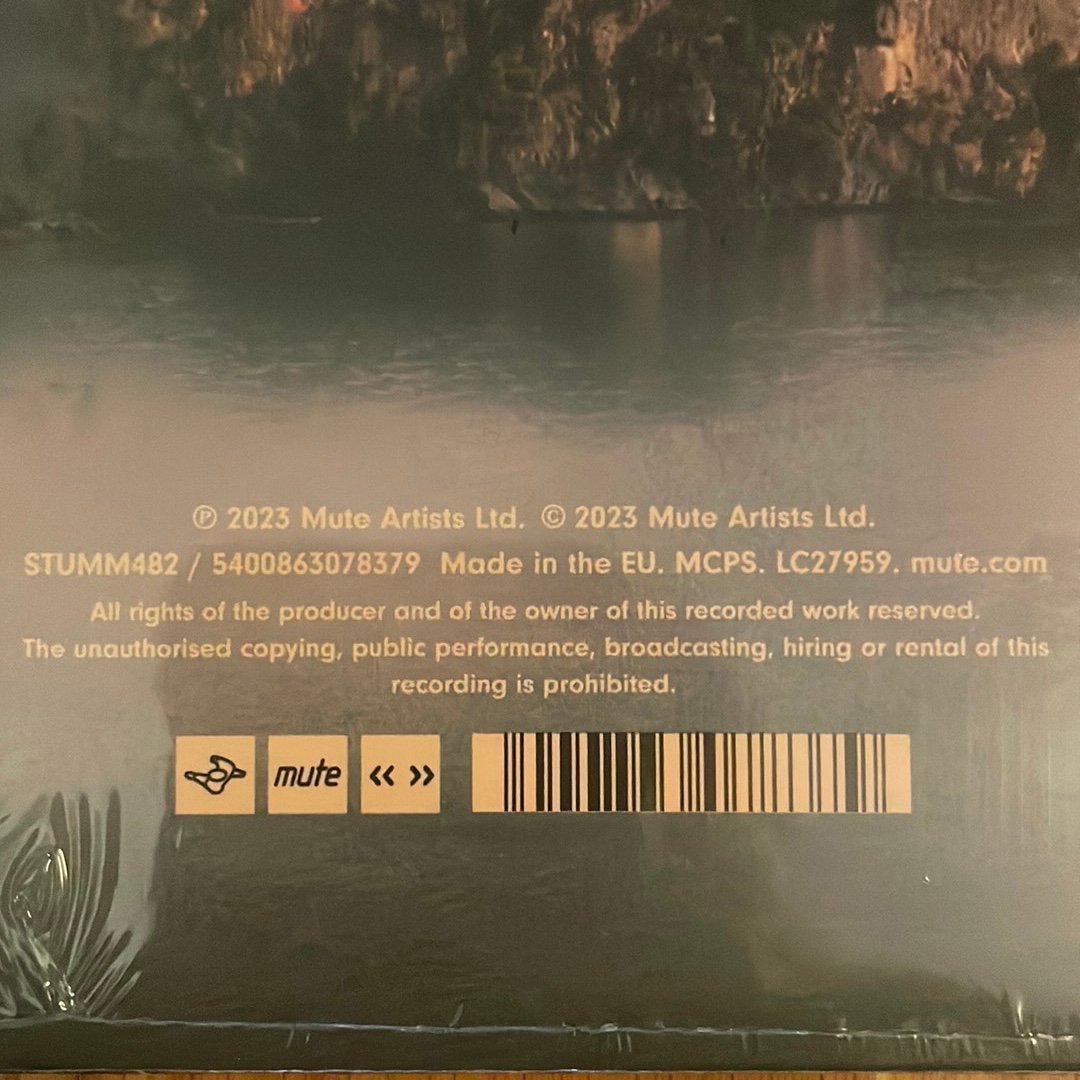 ℗ 2023 Mute Artists Ltd. © 2023 Mute Artists Ltd.
STUMM482 / 5400863078379 Made in the EU. MCPS. LC27959. mute.com
All rights of the producer and of the owner of this recorded work reserved.
The unauthorised copying, public performance, broadcasting, hiring or rental of this
recording is prohibited.
mute « »